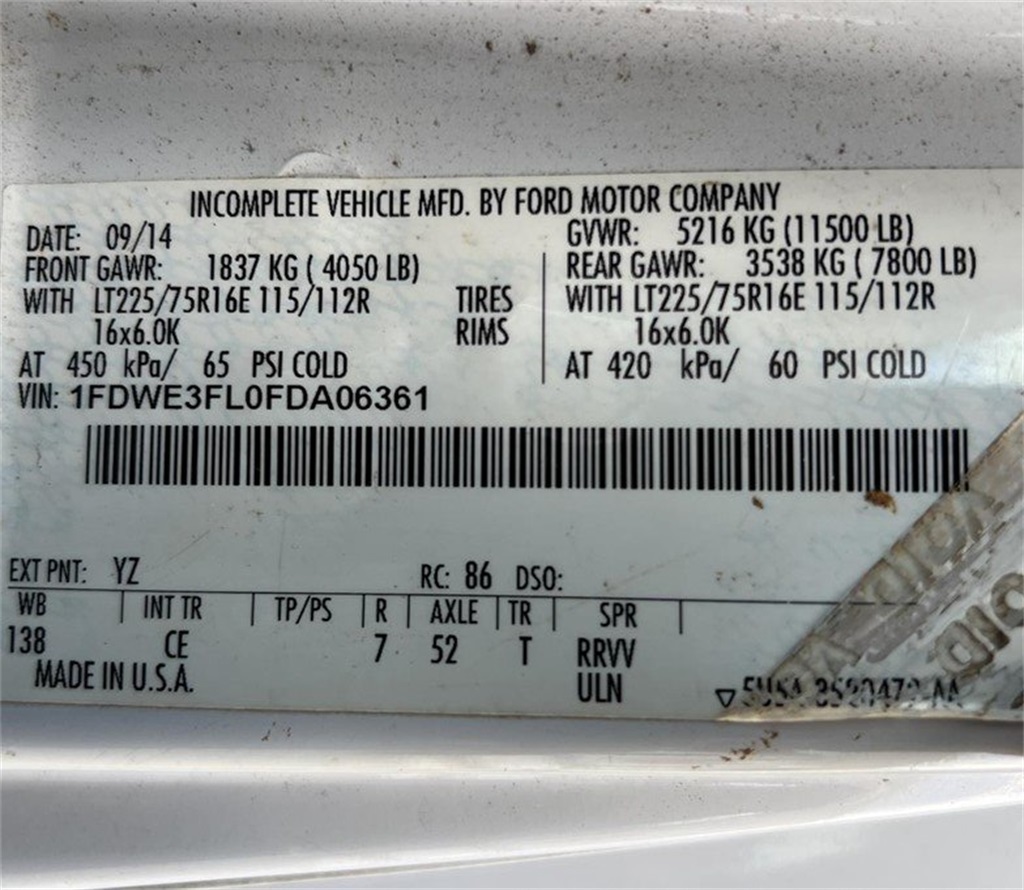 INCOMPLETE VEHICLE MFD. BY FORD MOTOR COMPANY
DATE: 09/14 GVWR: 5216 KG (11500 LB)
FRONT GAWR: 1837 KG ( 4050 LB) REAR GAWR: 3538 KG ( 7800 LB)
WITH LT225/75R16E 115/112R TIRES WITH LT225/75R16E 115/112R
16x6.0K RIMS 16x6.0K
AT 450 kPa/ 65 PSI COLD AT 420 kPa/ 60 PSI COLD
VIN: 1FDWE3FL0FDA06361
EXT PNT: YZ RC: 86 DSO:
WB INT TR TP/PS R AXLE TR SPR
138 CE 7 52 T RRVV
MADE IN U.S.A. ULN
VOID